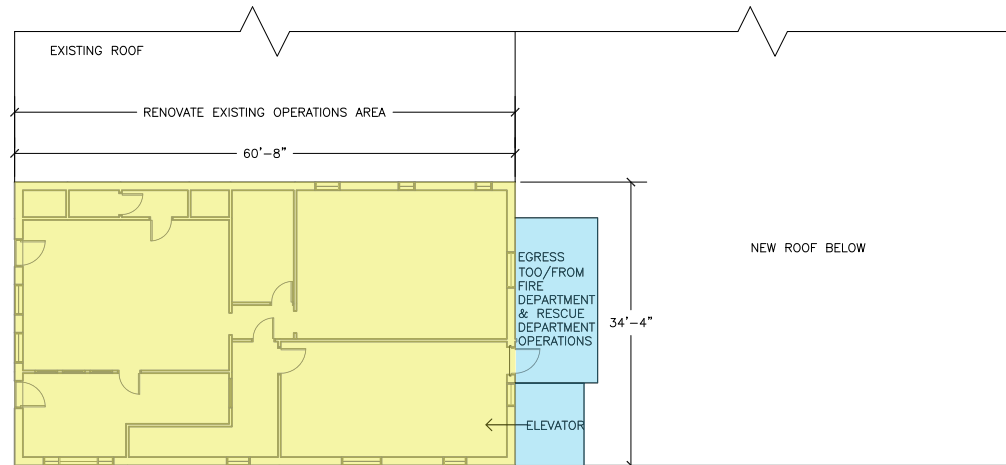 EXISTING ROOF
RENOVATE EXISTING OPERATIONS AREA
60'-8"
EGRESS
TOO/FROM
FIRE
DEPARTMENT
& RESCUE
DEPARTMENT
OPERATIONS
NEW ROOF BELOW
34'-4"
ELEVATOR